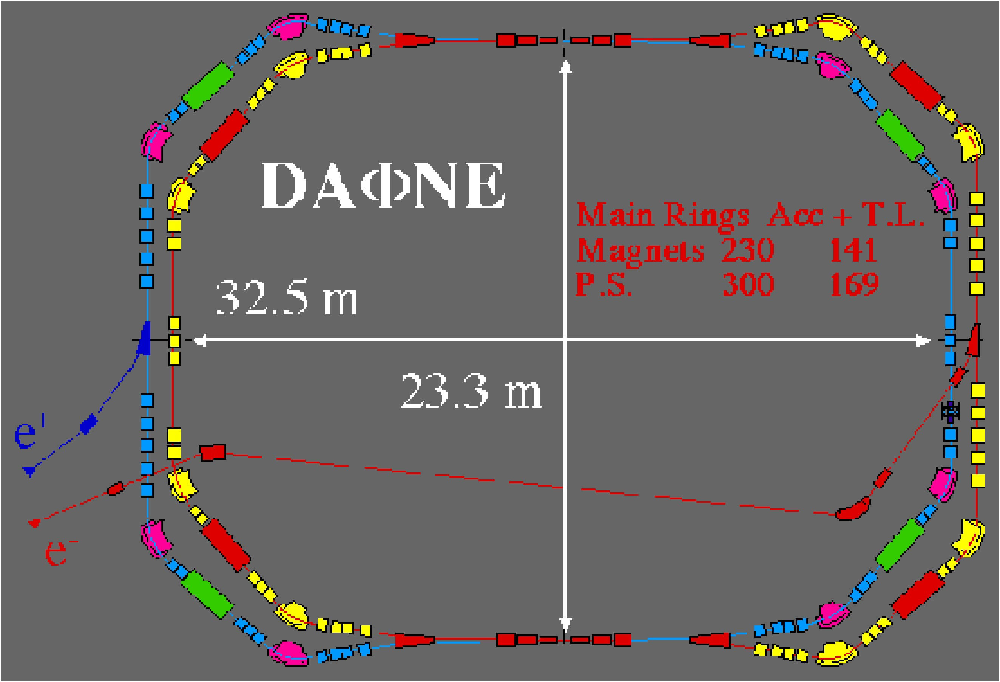 DAΦNE
Main Rings Acc + T.L.
Magnets 230 141
P.S. 300 169
32.5 m
23.3 m
e'
e⁻